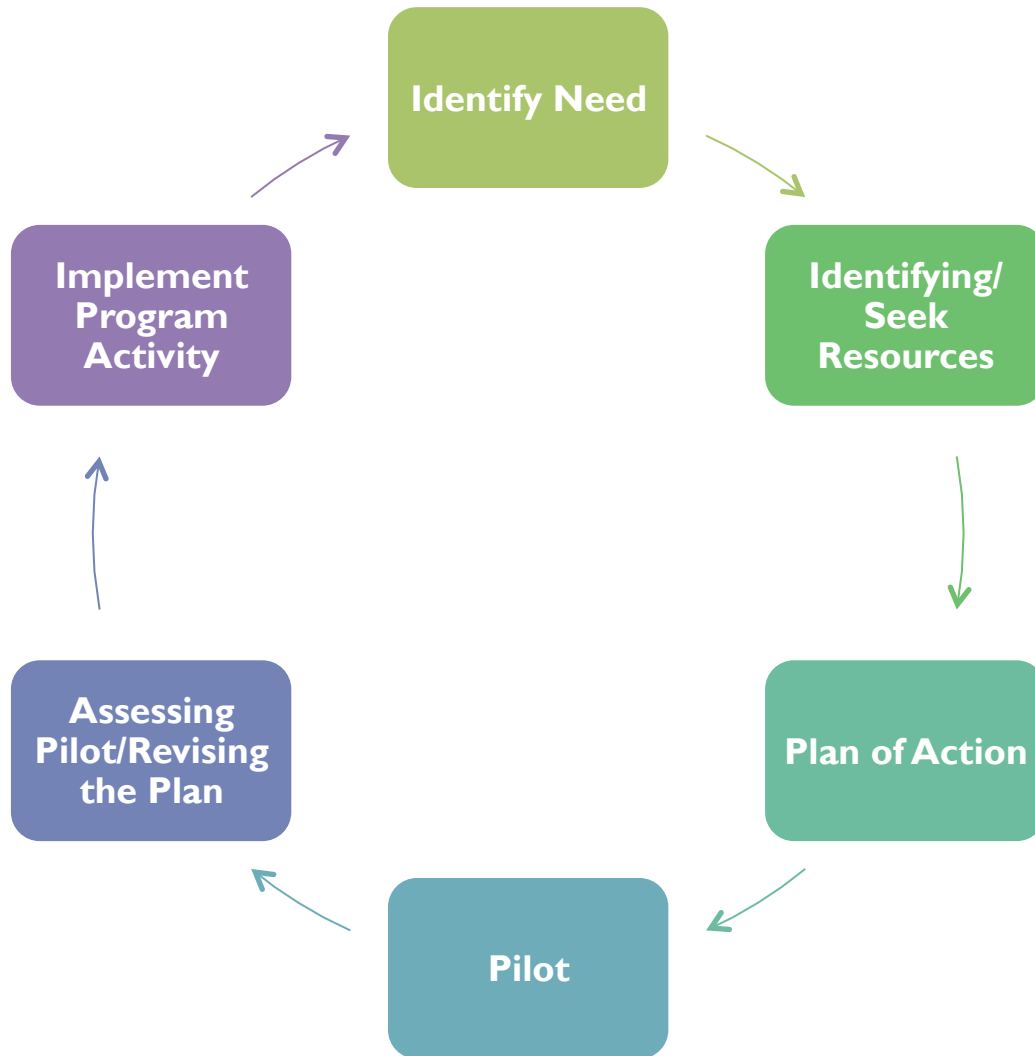 Identify Need
Identifying/
Seek
Resources
Plan of Action
Pilot
Assessing
Pilot/Revising
the Plan
Implement
Program
Activity